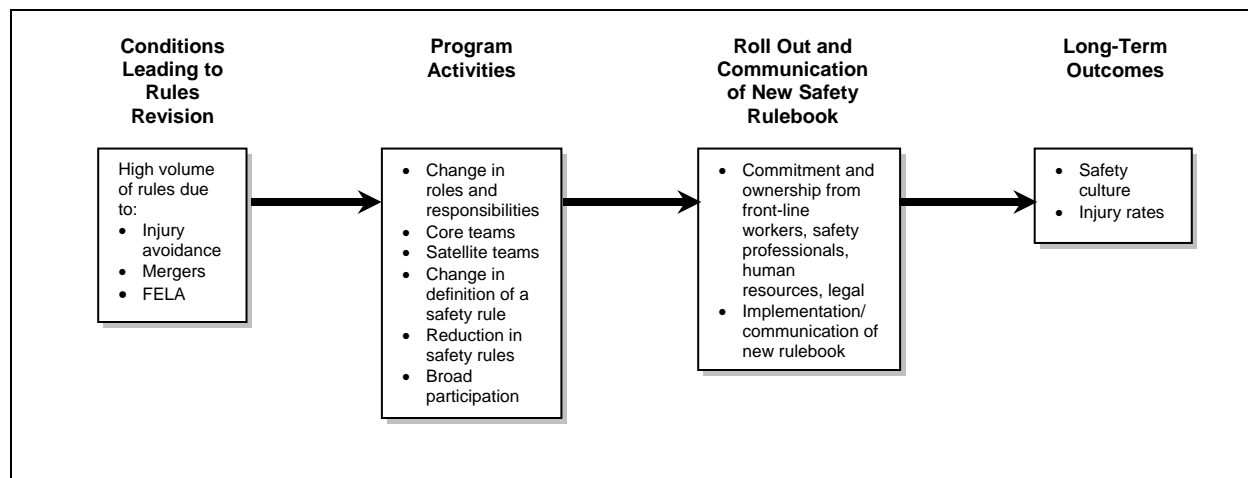 Conditions
Leading to
Rules
Revision
High volume
of rules due
to:
• Injury
avoidance
• Mergers
• FELA
Program
Activities
• Change in
roles and
responsibilities
• Core teams
• Satellite teams
• Change in
definition of a
safety rule
• Reduction in
safety rules
• Broad
participation
Roll Out and
Communication
of New Safety
Rulebook
• Commitment and
ownership from
front-line
workers, safety
professionals,
human
resources, legal
• Implementation/
communication of
new rulebook
Long-Term
Outcomes
• Safety
culture
• Injury rates